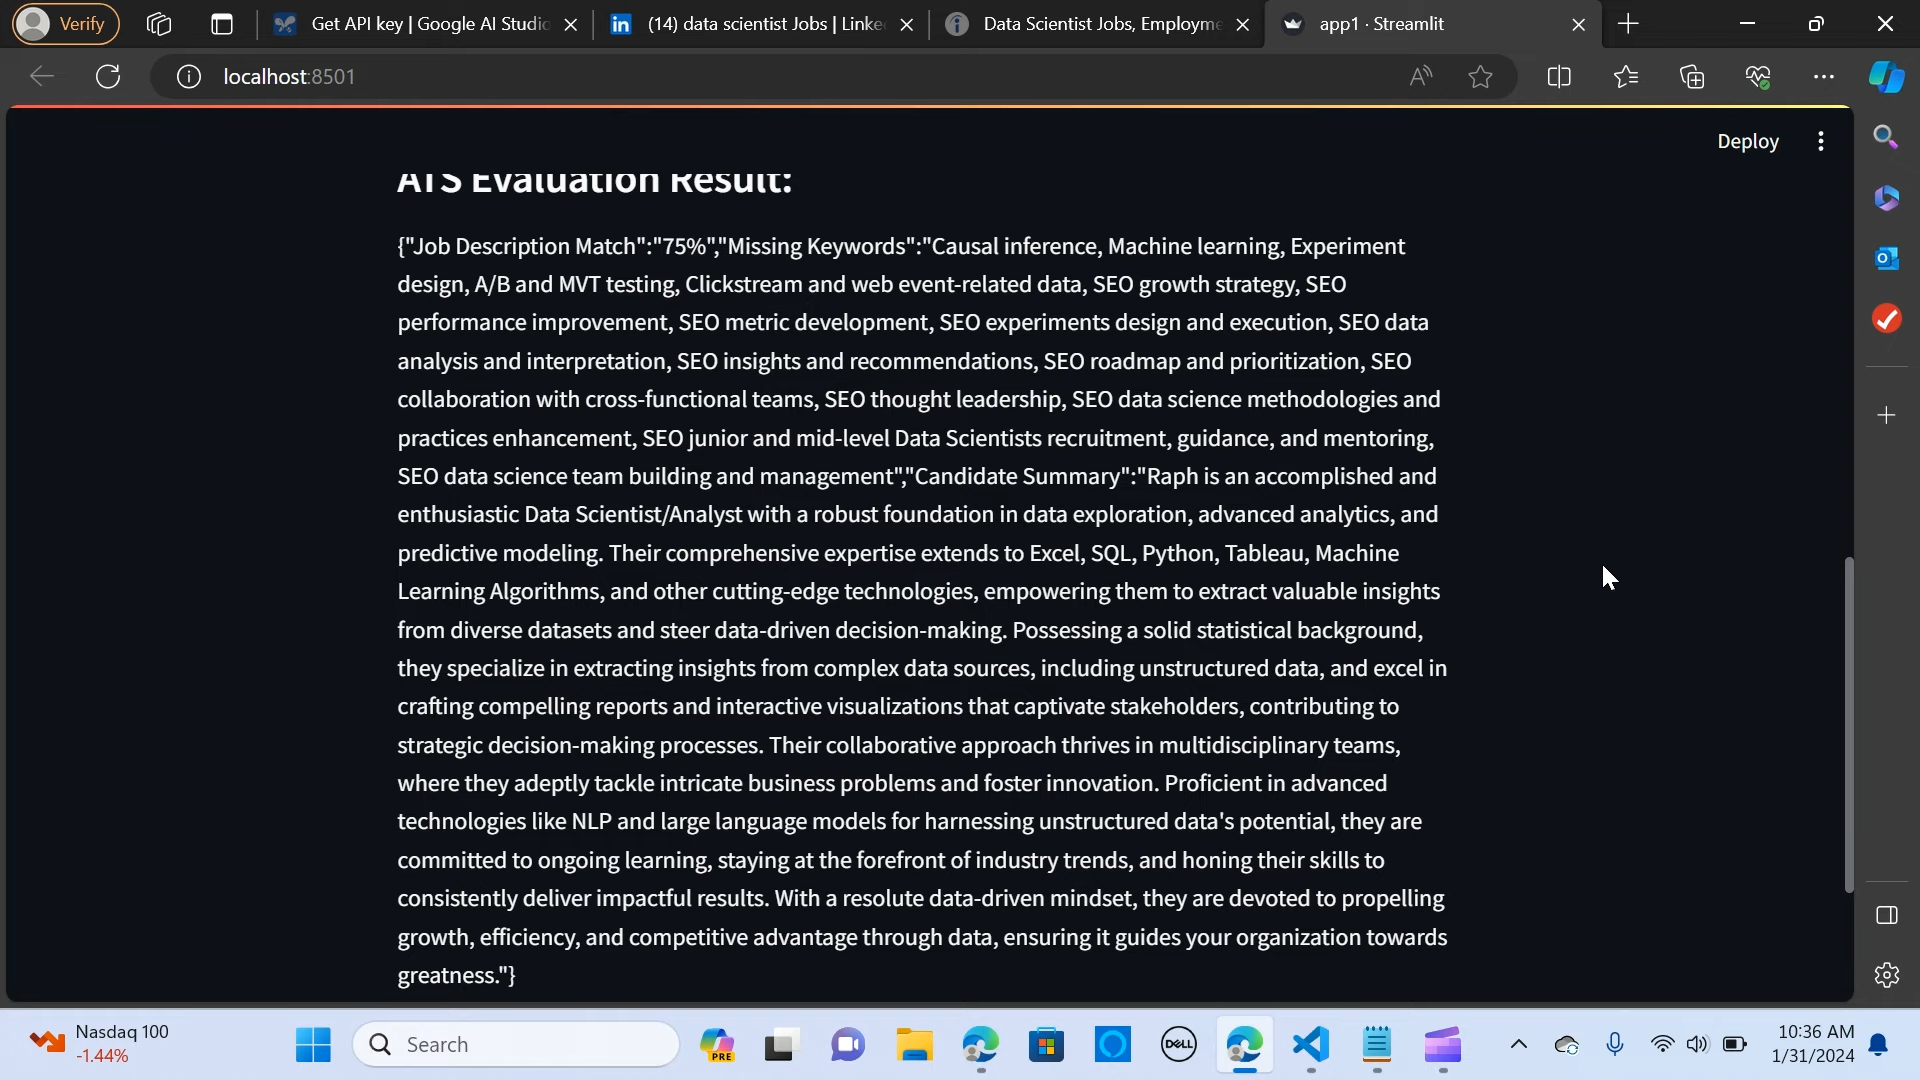 Verify
Get API key | Google AI Studio
(14) data scientist Jobs | Linke
Data Scientist Jobs, Employme
app1 · Streamlit
localhost:8501
Deploy
ATS Evaluation Result:
{"Job Description Match":"75%","Missing Keywords":"Causal inference, Machine learning, Experiment
design, A/B and MVT testing, Clickstream and web event-related data, SEO growth strategy, SEO
performance improvement, SEO metric development, SEO experiments design and execution, SEO data
analysis and interpretation, SEO insights and recommendations, SEO roadmap and prioritization, SEO
collaboration with cross-functional teams, SEO thought leadership, SEO data science methodologies and
practices enhancement, SEO junior and mid-level Data Scientists recruitment, guidance, and mentoring,
SEO data science team building and management","Candidate Summary":"Raph is an accomplished and
enthusiastic Data Scientist/Analyst with a robust foundation in data exploration, advanced analytics, and
predictive modeling. Their comprehensive expertise extends to Excel, SQL, Python, Tableau, Machine
Learning Algorithms, and other cutting-edge technologies, empowering them to extract valuable insights
from diverse datasets and steer data-driven decision-making. Possessing a solid statistical background,
they specialize in extracting insights from complex data sources, including unstructured data, and excel in
crafting compelling reports and interactive visualizations that captivate stakeholders, contributing to
strategic decision-making processes. Their collaborative approach thrives in multidisciplinary teams,
where they adeptly tackle intricate business problems and foster innovation. Proficient in advanced
technologies like NLP and large language models for harnessing unstructured data's potential, they are
committed to ongoing learning, staying at the forefront of industry trends, and honing their skills to
consistently deliver impactful results. With a resolute data-driven mindset, they are devoted to propelling
growth, efficiency, and competitive advantage through data, ensuring it guides your organization towards
greatness."}
Nasdaq 100
-1.44%
Search
PRE
DELL
10:36 AM
1/31/2024